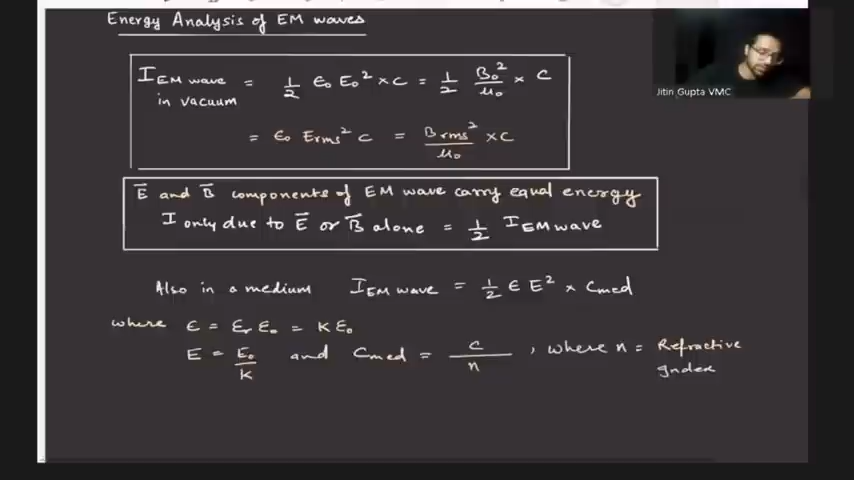 Energy Analysis of EM waves
I EM wave in vacuum = 1/2 ε₀ E₀² × c = 1/2 B₀²/μ₀ × c
= ε₀ Erms² c = Brms²/μ₀ × c
Jitin Gupta VMC
E⃗ and B⃗ components of EM wave carry equal energy
I only due to E⃗ or B⃗ alone = 1/2 I EM wave
Also in a medium I EM wave = 1/2 ε E² × Cmed
where ε = εr ε₀ = K ε₀
E = E₀/K and Cmed = c/n , where n = Refractive
Index